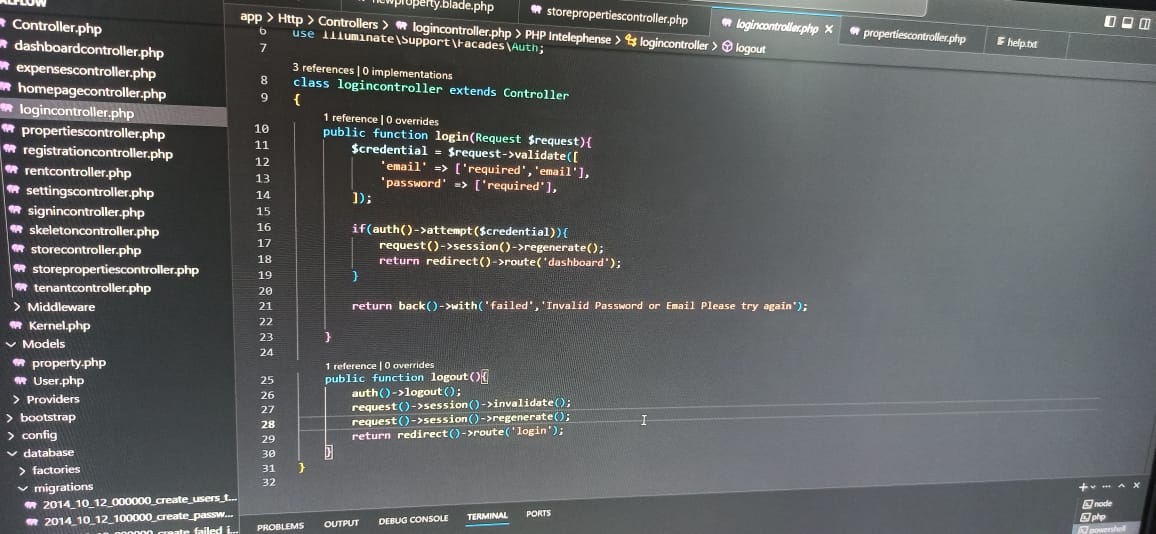 newproperty.blade.php
storepropertiescontroller.php
logincontroller.php
propertiescontroller.php
help.txt
app > Http > Controllers > logincontroller.php > PHP Intelephense > logincontroller > logout
Controller.php
dashboardcontroller.php
expensescontroller.php
homepagecontroller.php
logincontroller.php
propertiescontroller.php
registrationcontroller.php
rentcontroller.php
settingscontroller.php
signincontroller.php
skeletoncontroller.php
storecontroller.php
storepropertiescontroller.php
tenantcontroller.php
> Middleware
Kernel.php
Models
property.php
User.php
> Providers
> bootstrap
> config
database
> factories
migrations
2014_10_12_000000_create_users_t...
2014_10_12_100000_create_passw...
6 use Illuminate\Support\Facades\Auth;
7
3 references | 0 implementations
8 class logincontroller extends Controller
9 {
1 reference | 0 overrides
10 public function login(Request $request){
11 $credential = $request->validate([
12 'email' => ['required','email'],
13 'password' => ['required'],
14 ]);
15
16 if(auth()->attempt($credential)){
17 request()->session()->regenerate();
18 return redirect()->route('dashboard');
19 }
20
21 return back()->with('failed','Invalid Password or Email Please try again');
22
23 }
24
1 reference | 0 overrides
25 public function logout(){
26 auth()->logout();
27 request()->session()->invalidate();
28 request()->session()->regenerate();
29 return redirect()->route('login');
30 }
31 }
32
PROBLEMS OUTPUT DEBUG CONSOLE TERMINAL PORTS
node
php
powershell